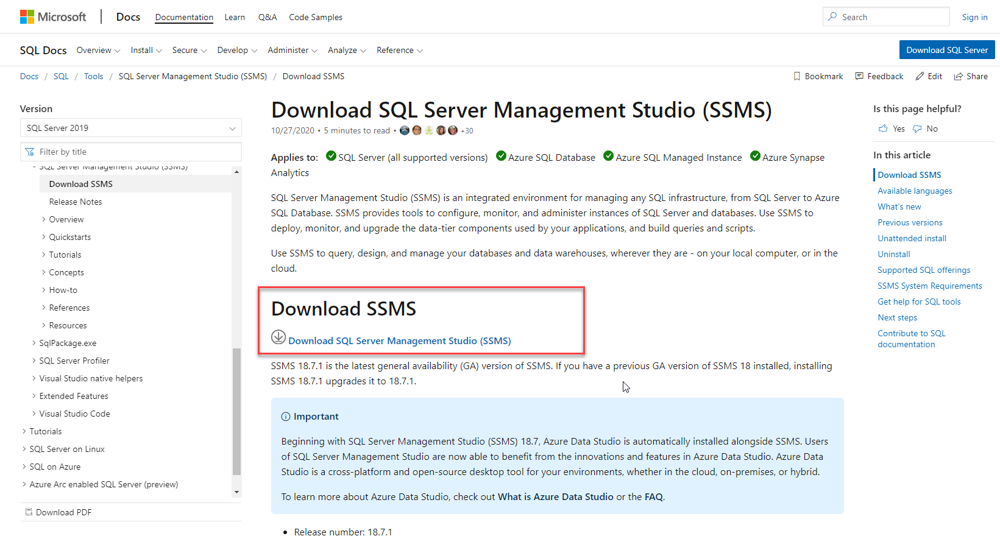 Microsoft
Docs
Documentation
Learn
Q&A
Code Samples
Search
Sign in
SQL Docs
Overview
Install
Secure
Develop
Administer
Analyze
Reference
Download SQL Server
Docs / SQL / Tools / SQL Server Management Studio (SSMS) / Download SSMS
Bookmark
Feedback
Edit
Share
Version
SQL Server 2019
Filter by title
SQL Server Management Studio (SSMS)
Download SSMS
Release Notes
Overview
Quickstarts
Tutorials
Concepts
How-to
References
Resources
SqlPackage.exe
SQL Server Profiler
Visual Studio native helpers
Extended Features
Visual Studio Code
Tutorials
SQL Server on Linux
SQL on Azure
Azure Arc enabled SQL Server (preview)
Download PDF
Download SQL Server Management Studio (SSMS)
10/27/2020 • 5 minutes to read • +30
Applies to: SQL Server (all supported versions) Azure SQL Database Azure SQL Managed Instance Azure Synapse
Analytics
SQL Server Management Studio (SSMS) is an integrated environment for managing any SQL infrastructure, from SQL Server to Azure
SQL Database. SSMS provides tools to configure, monitor, and administer instances of SQL Server and databases. Use SSMS to
deploy, monitor, and upgrade the data-tier components used by your applications, and build queries and scripts.
Use SSMS to query, design, and manage your databases and data warehouses, wherever they are - on your local computer, or in the
cloud.
Download SSMS
Download SQL Server Management Studio (SSMS)
SSMS 18.7.1 is the latest general availability (GA) version of SSMS. If you have a previous GA version of SSMS 18 installed, installing
SSMS 18.7.1 upgrades it to 18.7.1.
Important
Beginning with SQL Server Management Studio (SSMS) 18.7, Azure Data Studio is automatically installed alongside SSMS. Users
of SQL Server Management Studio are now able to benefit from the innovations and features in Azure Data Studio. Azure Data
Studio is a cross-platform and open-source desktop tool for your environments, whether in the cloud, on-premises, or hybrid.
To learn more about Azure Data Studio, check out What is Azure Data Studio or the FAQ.
• Release number: 18.7.1
Is this page helpful?
Yes
No
In this article
Download SSMS
Available languages
What's new
Previous versions
Unattended install
Uninstall
Supported SQL offerings
SSMS System Requirements
Get help for SQL tools
Next steps
Contribute to SQL
documentation